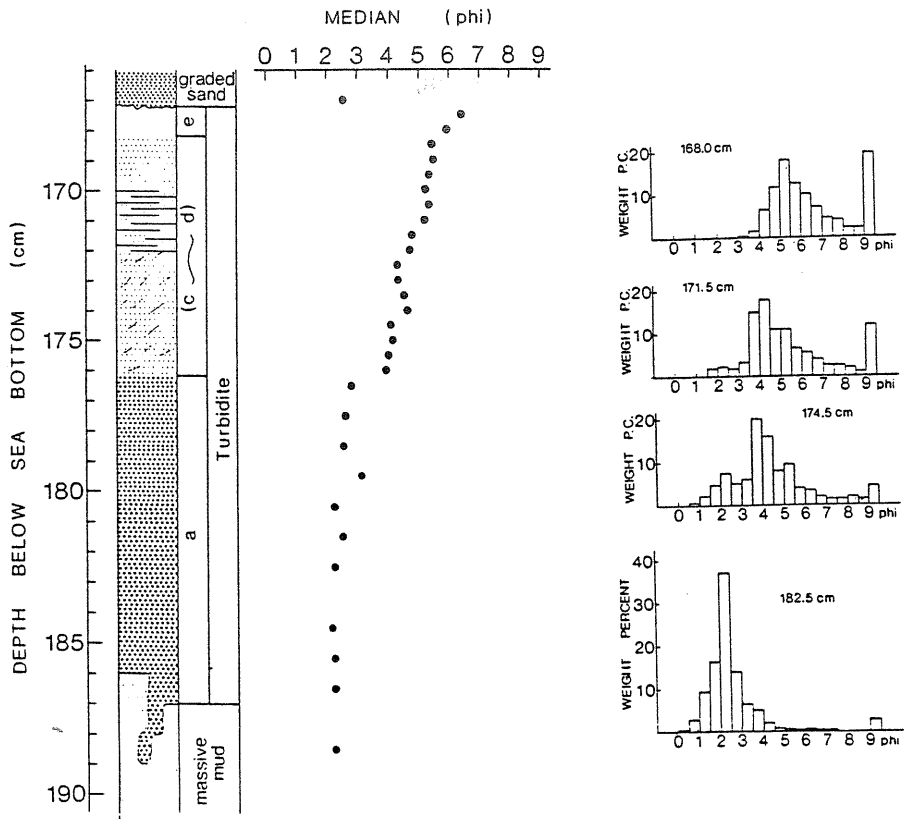 MEDIAN (phi)
0 1 2 3 4 5 6 7 8 9
DEPTH BELOW SEA BOTTOM (cm)
170
175
180
185
190
graded
sand
e
(c ~ d)
a
Turbidite
massive
mud
168.0 cm
WEIGHT P.C.
20
10
0 1 2 3 4 5 6 7 8 9 phi
171.5 cm
WEIGHT P.C.
20
10
0 1 2 3 4 5 6 7 8 9 phi
174.5 cm
WEIGHT P.C.
20
10
0 1 2 3 4 5 6 7 8 9 phi
182.5 cm
WEIGHT PERCENT
40
30
20
10
0 1 2 3 4 5 6 7 8 9 phi